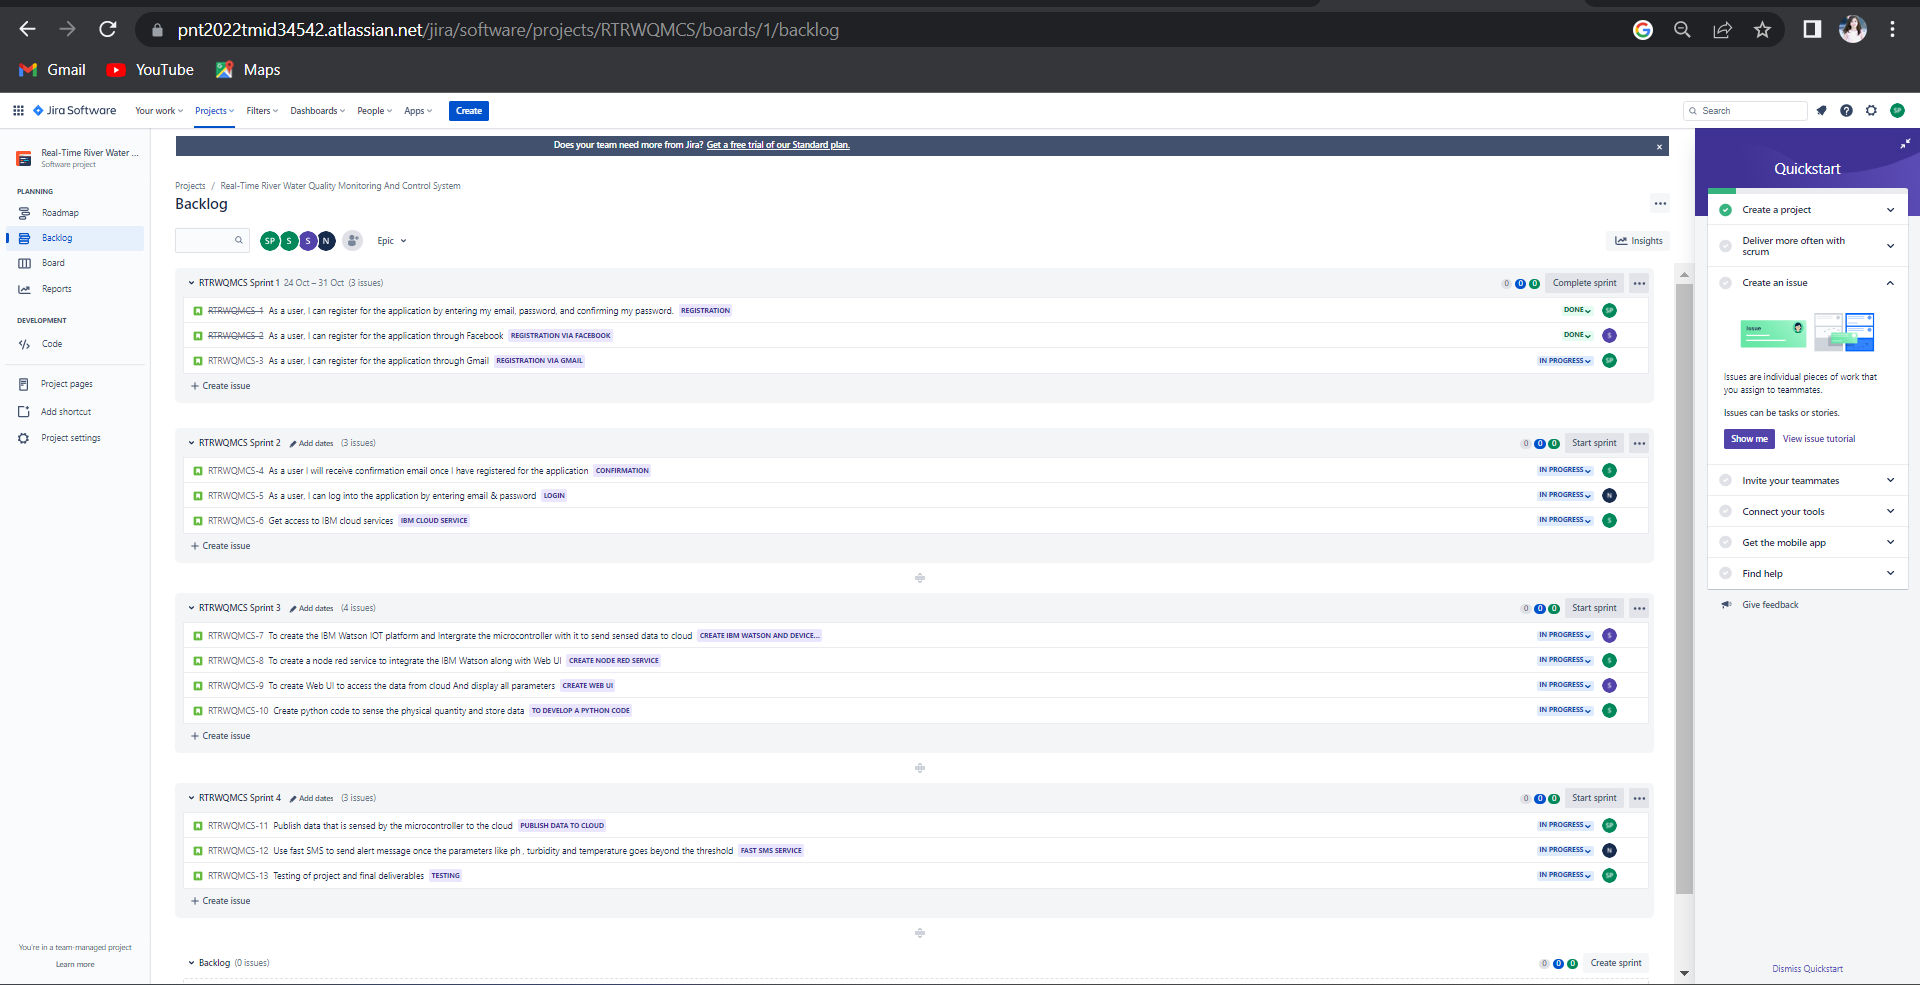 pnt2022tmid34542.atlassian.net/jira/software/projects/RTRWQMCS/boards/1/backlog
Gmail YouTube Maps
Jira Software Your work Projects Filters Dashboards People Apps Create Search SP
Real-Time River Water ...
Software project
PLANNING
Roadmap
Backlog
Board
Reports
DEVELOPMENT
Code
Project pages
Add shortcut
Project settings
You're in a team-managed project
Learn more
Does your team need more from Jira? Get a free trial of our Standard plan.
Projects / Real-Time River Water Quality Monitoring And Control System
Backlog
SP S S N Epic Insights
RTRWQMCS Sprint 1 24 Oct – 31 Oct (3 issues) 0 0 0 Complete sprint
RTRWQMCS-1 As a user, I can register for the application by entering my email, password, and confirming my password. REGISTRATION DONE SP
RTRWQMCS-2 As a user, I can register for the application through Facebook REGISTRATION VIA FACEBOOK DONE S
RTRWQMCS-3 As a user, I can register for the application through Gmail REGISTRATION VIA GMAIL IN PROGRESS SP
+ Create issue
RTRWQMCS Sprint 2 Add dates (3 issues) 0 0 0 Start sprint
RTRWQMCS-4 As a user I will receive confirmation email once I have registered for the application CONFIRMATION IN PROGRESS S
RTRWQMCS-5 As a user, I can log into the application by entering email & password LOGIN IN PROGRESS N
RTRWQMCS-6 Get access to IBM cloud services IBM CLOUD SERVICE IN PROGRESS S
+ Create issue
RTRWQMCS Sprint 3 Add dates (4 issues) 0 0 0 Start sprint
RTRWQMCS-7 To create the IBM Watson IOT platform and Intergrate the microcontroller with it to send sensed data to cloud CREATE IBM WATSON AND DEVICE... IN PROGRESS S
RTRWQMCS-8 To create a node red service to integrate the IBM Watson along with Web UI CREATE NODE RED SERVICE IN PROGRESS S
RTRWQMCS-9 To create Web UI to access the data from cloud And display all parameters CREATE WEB UI IN PROGRESS S
RTRWQMCS-10 Create python code to sense the physical quantity and store data TO DEVELOP A PYTHON CODE IN PROGRESS S
+ Create issue
RTRWQMCS Sprint 4 Add dates (3 issues) 0 0 0 Start sprint
RTRWQMCS-11 Publish data that is sensed by the microcontroller to the cloud PUBLISH DATA TO CLOUD IN PROGRESS SP
RTRWQMCS-12 Use fast SMS to send alert message once the parameters like ph , turbidity and temperature goes beyond the threshold FAST SMS SERVICE IN PROGRESS N
RTRWQMCS-13 Testing of project and final deliverables TESTING IN PROGRESS SP
+ Create issue
Backlog (0 issues) 0 0 0 Create sprint
Quickstart
Create a project
Deliver more often with
scrum
Create an issue
Issue
Issues are individual pieces of work that
you assign to teammates.
Issues can be tasks or stories.
Show me View issue tutorial
Invite your teammates
Connect your tools
Get the mobile app
Find help
Give feedback
Dismiss Quickstart